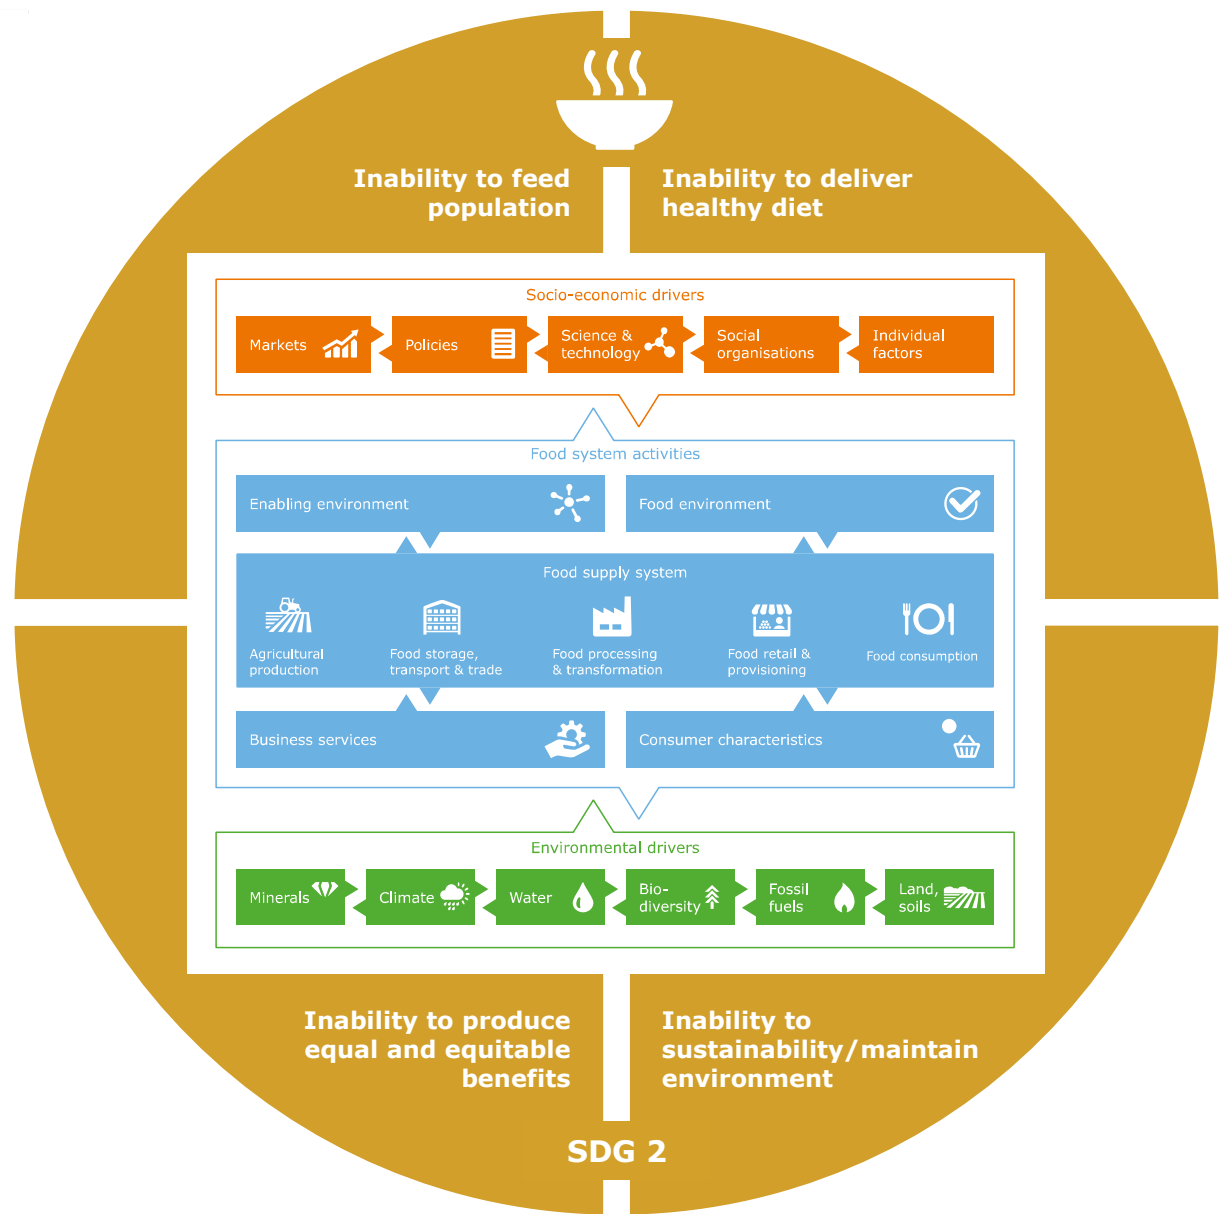 Inability to feed
population
Inability to deliver
healthy diet
Socio-economic drivers
Markets
Policies
Science &
technology
Social
organisations
Individual
factors
Food system activities
Enabling environment
Food environment
Food supply system
Agricultural
production
Food storage,
transport & trade
Food processing
& transformation
Food retail &
provisioning
Food consumption
Business services
Consumer characteristics
Environmental drivers
Minerals
Climate
Water
Bio-
diversity
Fossil
fuels
Land,
soils
Inability to produce
equal and equitable
benefits
Inability to
sustainability/maintain
environment
SDG 2